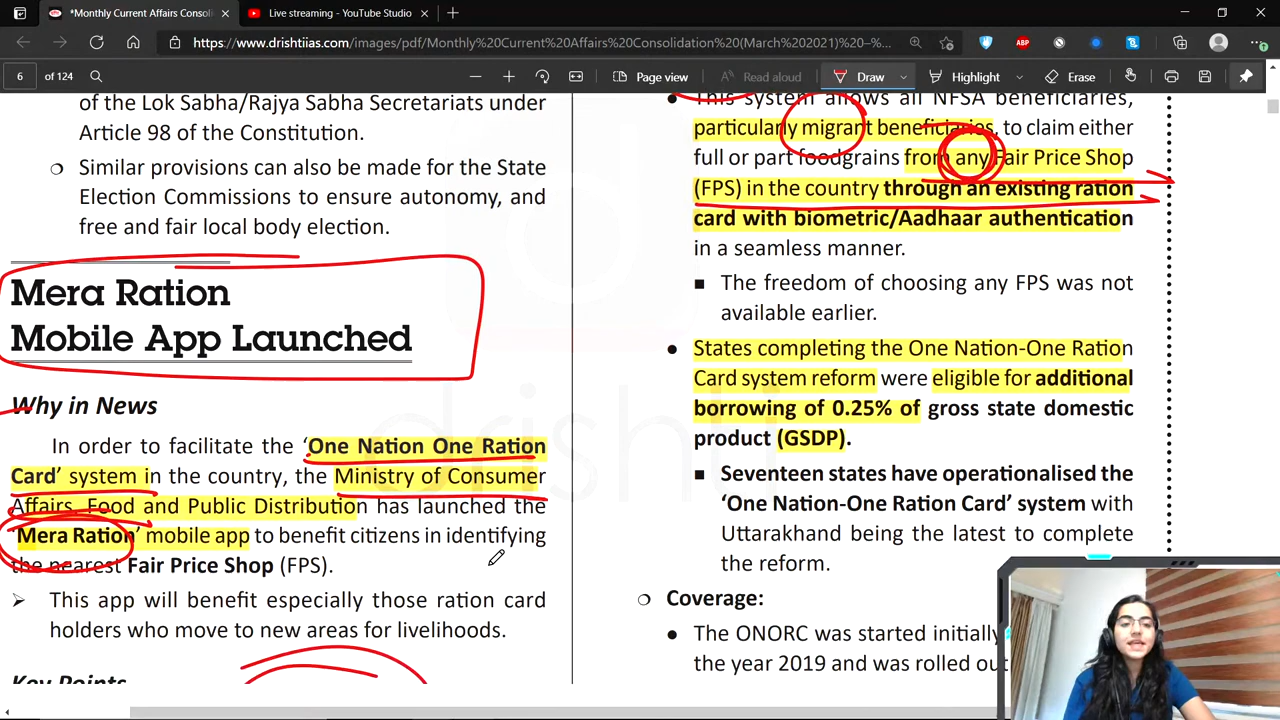 *Monthly Current Affairs Consoli
Live streaming - YouTube Studio
https://www.drishtiias.com/images/pdf/Monthly%20Current%20Affairs%20Consolidation%20(March%202021)%20–%...
ABP
6 of 124
Page view
Read aloud
Draw
Highlight
Erase
of the Lok Sabha/Rajya Sabha Secretariats under
Article 98 of the Constitution.
Similar provisions can also be made for the State
Election Commissions to ensure autonomy, and
free and fair local body election.
Mera Ration
Mobile App Launched
Why in News
In order to facilitate the ‘One Nation One Ration
Card’ system in the country, the Ministry of Consumer
Affairs, Food and Public Distribution has launched the
‘Mera Ration’ mobile app to benefit citizens in identifying
the nearest Fair Price Shop (FPS).
➢ This app will benefit especially those ration card
holders who move to new areas for livelihoods.
Key Points
● This system allows all NFSA beneficiaries,
particularly migrant beneficiaries, to claim either
full or part foodgrains from any Fair Price Shop
(FPS) in the country through an existing ration
card with biometric/Aadhaar authentication
in a seamless manner.
■ The freedom of choosing any FPS was not
available earlier.
● States completing the One Nation-One Ration
Card system reform were eligible for additional
borrowing of 0.25% of gross state domestic
product (GSDP).
■ Seventeen states have operationalised the
‘One Nation-One Ration Card’ system with
Uttarakhand being the latest to complete
the reform.
Coverage:
● The ONORC was started initially
the year 2019 and was rolled out
drishti